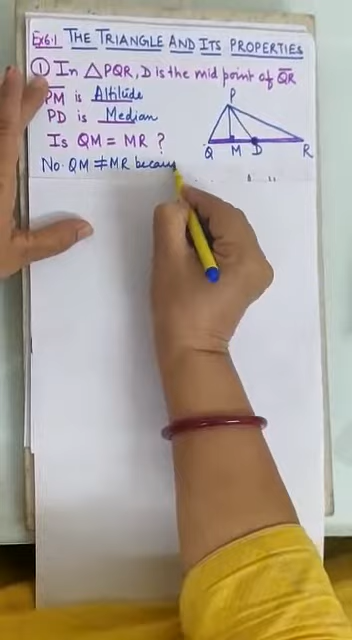 Ex6.1 THE TRIANGLE AND ITS PROPERTIES
① In △PQR, D is the mid point of QR
PM is Altitude
PD is Median
Is QM = MR ?
No. QM ≠ MR becau
P
Q M D R